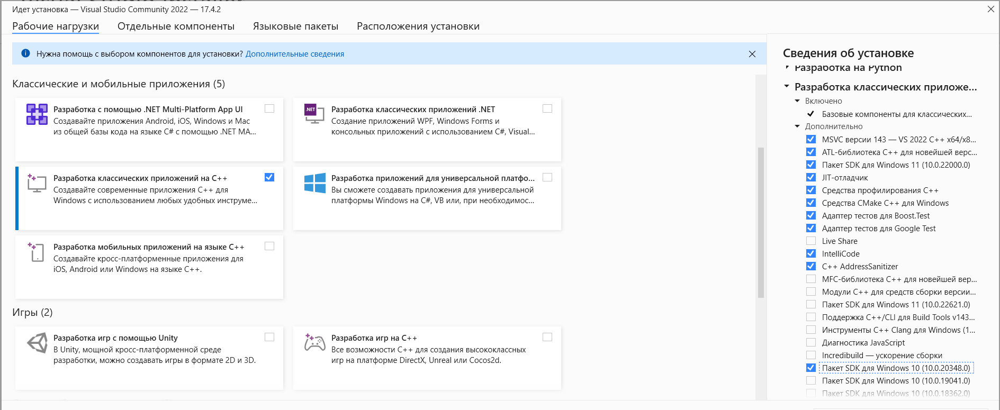 Идет установка — Visual Studio Community 2022 — 17.4.2
Рабочие нагрузки Отдельные компоненты Языковые пакеты Расположения установки
Нужна помощь с выбором компонентов для установки? Дополнительные сведения
Классические и мобильные приложения (5)
Разработка с помощью .NET Multi-Platform App UI
Создавайте приложения Android, iOS, Windows и Mac
из общей базы кода на языке C# с помощью .NET MA...
.NET
Разработка классических приложений .NET
Создание приложений WPF, Windows Forms и
консольных приложений с использованием C#, Visual...
Разработка классических приложений на C++
Создавайте современные приложения C++ для
Windows с использованием любых удобных инструме...
Разработка приложений для универсальной платфо...
Вы сможете создавать приложения для универсальной
платформы Windows на C#, VB или, при необходимос...
Разработка мобильных приложений на языке C++
Создавайте кросс-платформенные приложения для
iOS, Android или Windows на языке C++.
Игры (2)
Разработка игр с помощью Unity
В Unity, мощной кросс-платформенной среде
разработки, можно создавать игры в формате 2D и 3D.
Разработка игр на C++
Все возможности C++ для создания высококлассных
игр на платформе DirectX, Unreal или Cocos2d.
Сведения об установке
Разработка на Python
Разработка классических приложе...
Включено
Базовые компоненты для классических...
Дополнительно
MSVC версии 143 — VS 2022 C++ x64/x8...
ATL-библиотека C++ для новейшей верс...
Пакет SDK для Windows 11 (10.0.22000.0)
JIT-отладчик
Средства профилирования C++
Средства CMake C++ для Windows
Адаптер тестов для Boost.Test
Адаптер тестов для Google Test
Live Share
IntelliCode
C++ AddressSanitizer
MFC-библиотека C++ для новейшей вер...
Модули C++ для средств сборки версии...
Пакет SDK для Windows 11 (10.0.22621.0)
Поддержка C++/CLI для Build Tools v143...
Инструменты C++ Clang для Windows (1...
Диагностика JavaScript
Incredibuild — ускорение сборки
Пакет SDK для Windows 10 (10.0.20348.0)
Пакет SDK для Windows 10 (10.0.19041.0)
Пакет SDK для Windows 10 (10.0.18362.0)